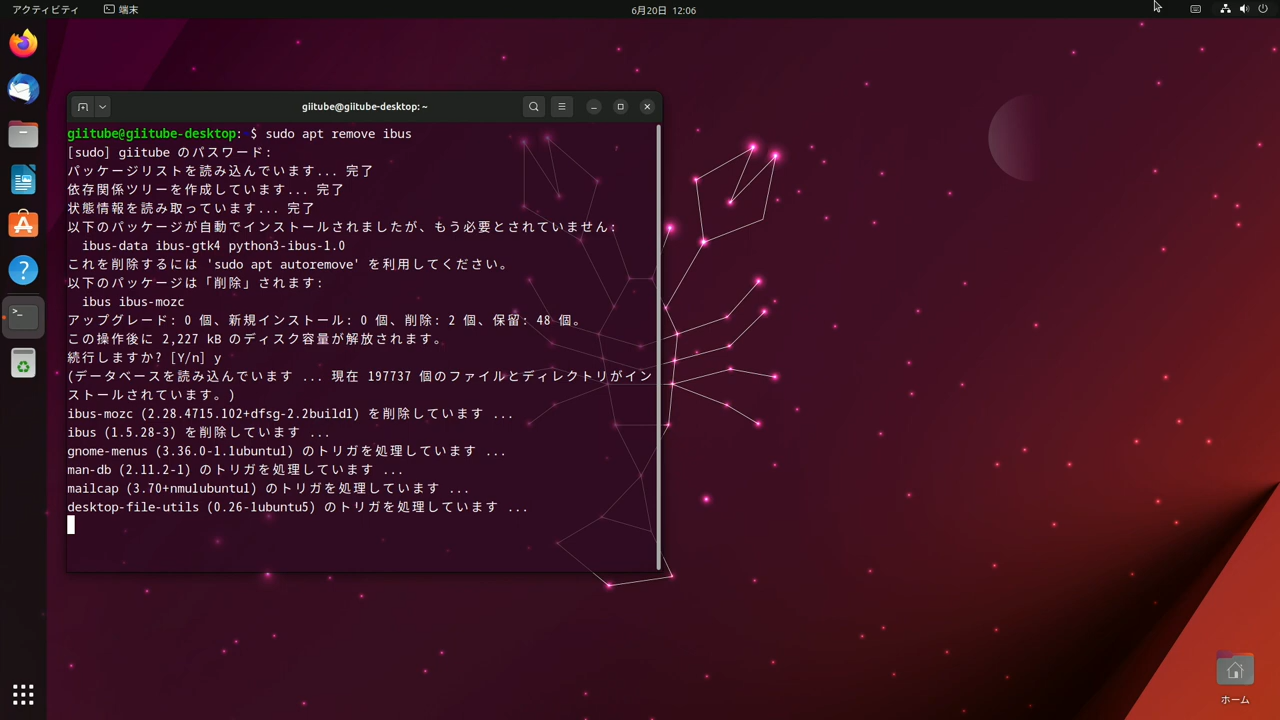 アクティビティ
端末
6月20日 12:06
giitube@giitube-desktop: ~
giitube@giitube-desktop:~$ sudo apt remove ibus
[sudo] giitube のパスワード:
パッケージリストを読み込んでいます... 完了
依存関係ツリーを作成しています... 完了
状態情報を読み取っています... 完了
以下のパッケージが自動でインストールされましたが、もう必要とされていません:
ibus-data ibus-gtk4 python3-ibus-1.0
これを削除するには 'sudo apt autoremove' を利用してください。
以下のパッケージは「削除」されます:
ibus ibus-mozc
アップグレード: 0 個、新規インストール: 0 個、削除: 2 個、保留: 48 個。
この操作後に 2,227 kB のディスク容量が解放されます。
続行しますか? [Y/n] y
(データベースを読み込んでいます ... 現在 197737 個のファイルとディレクトリがイン
ストールされています。)
ibus-mozc (2.28.4715.102+dfsg-2.2build1) を削除しています ...
ibus (1.5.28-3) を削除しています ...
gnome-menus (3.36.0-1.1ubuntu1) のトリガを処理しています ...
man-db (2.11.2-1) のトリガを処理しています ...
mailcap (3.70+nmu1ubuntu1) のトリガを処理しています ...
desktop-file-utils (0.26-1ubuntu5) のトリガを処理しています ...
ホーム